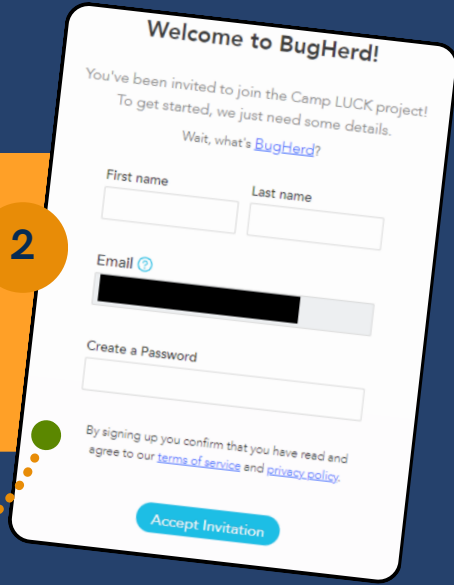 Welcome to BugHerd!
You've been invited to join the Camp LUCK project!
To get started, we just need some details.
Wait, what's BugHerd?
First name
Last name
2
Email ?
Create a Password
By signing up you confirm that you have read and
agree to our terms of service and privacy policy.
Accept Invitation